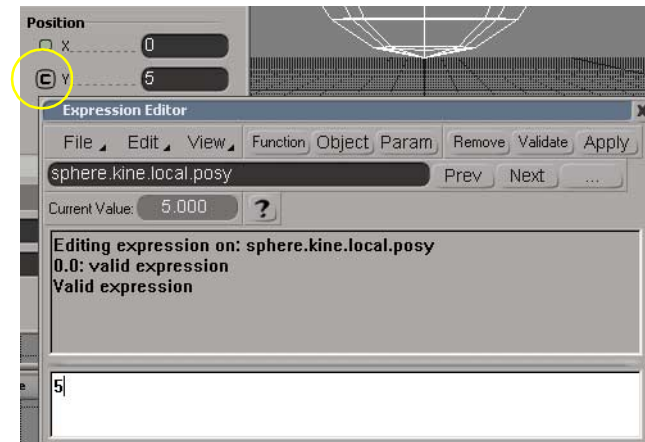 Position
X 0
C Y 5
Expression Editor X
File Edit View Function Object Param Remove Validate Apply
sphere.kine.local.posy Prev Next ...
Current Value: 5.000 ?
Editing expression on: sphere.kine.local.posy
0.0: valid expression
Valid expression
e
5